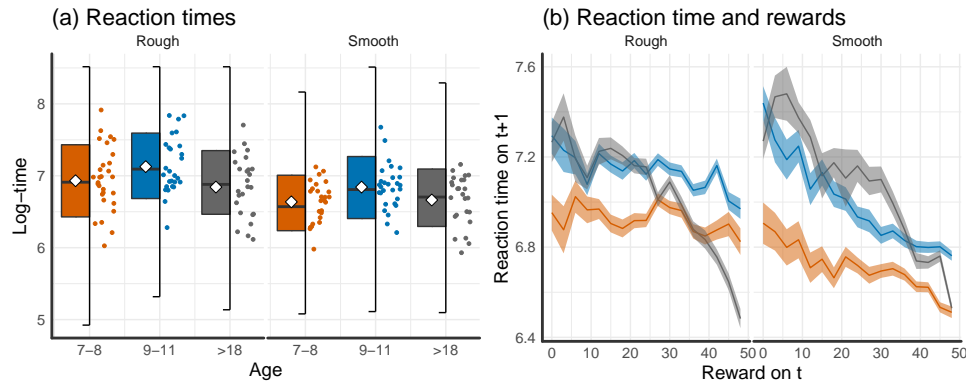 (a) Reaction times
Rough
Smooth
Log−time
8
7
6
5
7−8
9−11
>18
7−8
9−11
>18
Age
(b) Reaction time and rewards
Rough
Smooth
Reaction time on t+1
7.6
7.2
6.8
6.4
0 10 20 30 40 50
0 10 20 30 40 50
Reward on t